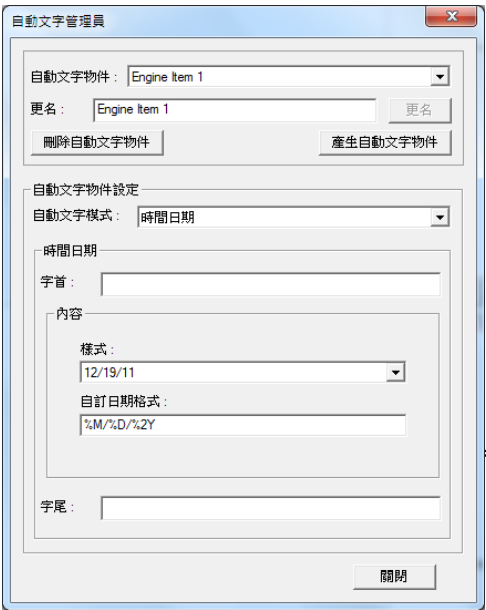 自動文字管理員
自動文字物件 : Engine Item 1
更名 : Engine Item 1 更名
刪除自動文字物件 產生自動文字物件
自動文字物件設定
自動文字模式 : 時間日期
時間日期
字首 :
內容
樣式 :
12/19/11
自訂日期格式 :
%M/%D/%2Y
字尾 :
關閉